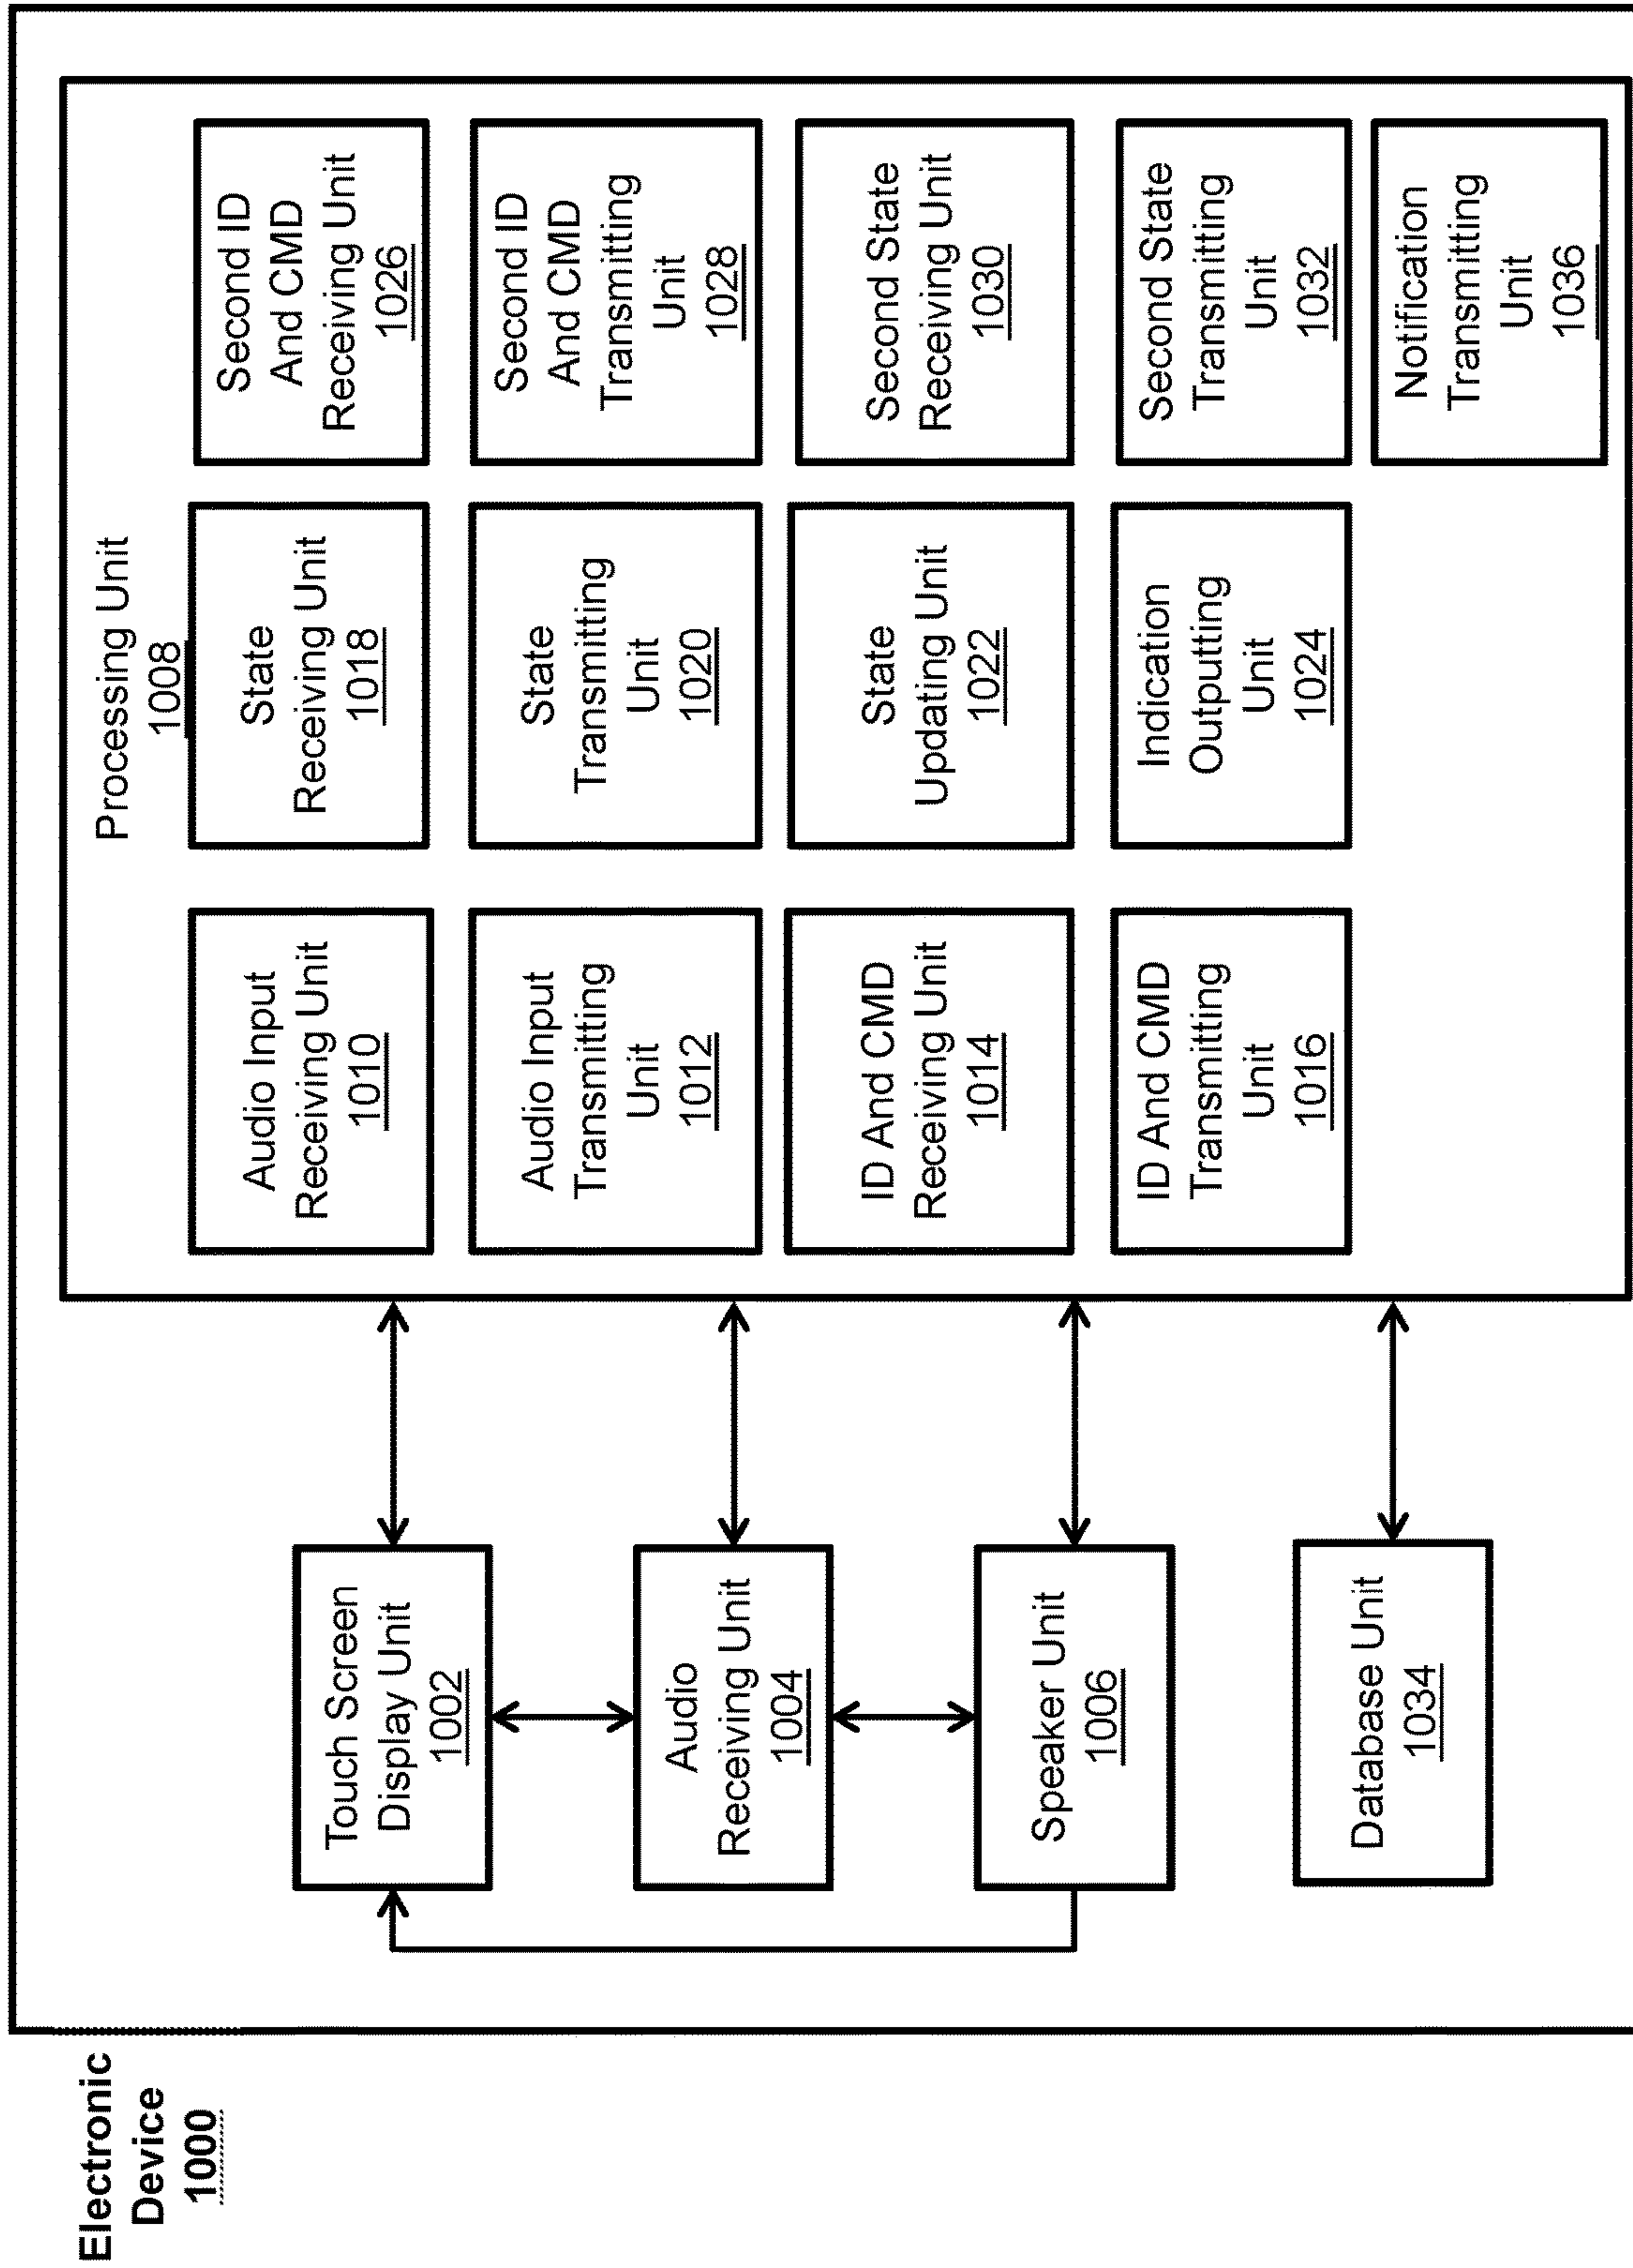 Electronic
Device
1000
Touch Screen
Display Unit
1002
Audio
Receiving Unit
1004
Speaker Unit
1006
Database Unit
1034
Processing Unit
1008
Audio Input
Receiving Unit
1010
Audio Input
Transmitting
Unit
1012
ID And CMD
Receiving Unit
1014
ID And CMD
Transmitting
Unit
1016
State
Receiving Unit
1018
State
Transmitting
Unit
1020
State
Updating Unit
1022
Indication
Outputting
Unit
1024
Second ID
And CMD
Receiving Unit
1026
Second ID
And CMD
Transmitting
Unit
1028
Second State
Receiving Unit
1030
Second State
Transmitting
Unit
1032
Notification
Transmitting
Unit
1036